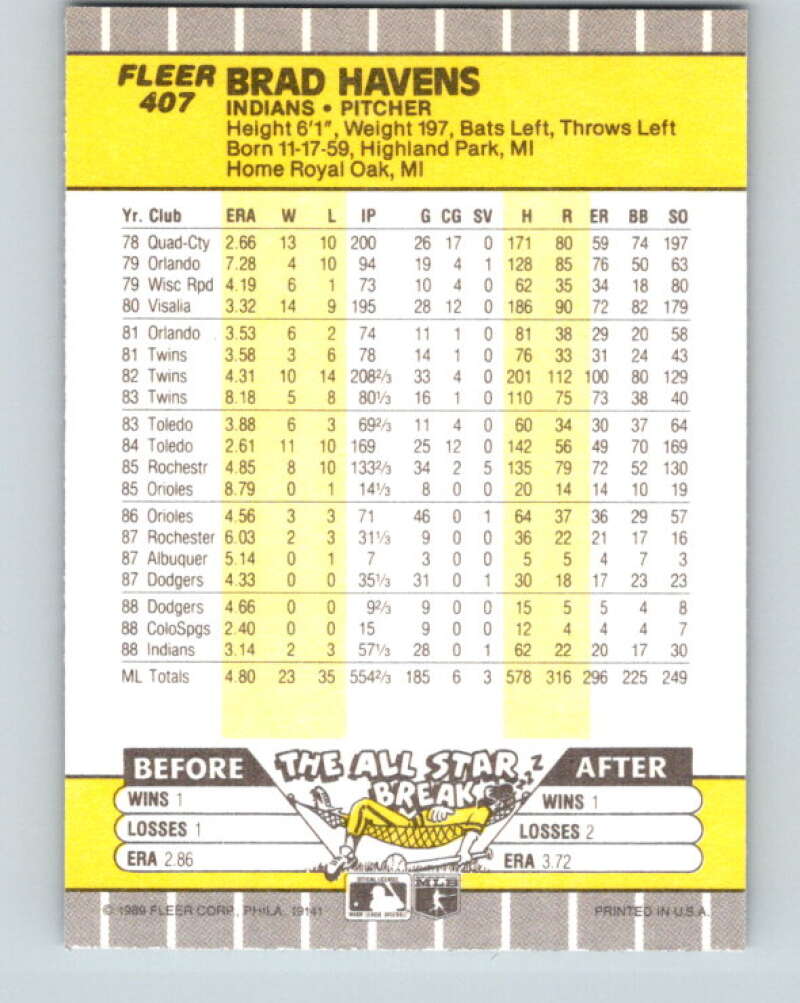 FLEER BRAD HAVENS
407 INDIANS • PITCHER
Height 6'1", Weight 197, Bats Left, Throws Left
Born 11-17-59, Highland Park, MI
Home Royal Oak, MI
Yr. Club ERA W L IP G CG SV H R ER BB SO
78 Quad-Cty 2.66 13 10 200 26 17 0 171 80 59 74 197
79 Orlando 7.28 4 10 94 19 4 1 128 85 76 50 63
79 Wisc Rpd 4.19 6 1 73 10 4 0 62 35 34 18 80
80 Visalia 3.32 14 9 195 28 12 0 186 90 72 82 179
81 Orlando 3.53 6 2 74 11 1 0 81 38 29 20 58
81 Twins 3.58 3 6 78 14 1 0 76 33 31 24 43
82 Twins 4.31 10 14 208⅔ 33 4 0 201 112 100 80 129
83 Twins 8.18 5 8 80⅓ 16 1 0 110 75 73 38 40
83 Toledo 3.88 6 3 69⅔ 11 4 0 60 34 30 37 64
84 Toledo 2.61 11 10 169 25 12 0 142 56 49 70 169
85 Rochestr 4.85 8 10 133⅔ 34 2 5 135 79 72 52 130
85 Orioles 8.79 0 1 14⅓ 8 0 0 20 14 14 10 19
86 Orioles 4.56 3 3 71 46 0 1 64 37 36 29 57
87 Rochester 6.03 2 3 31⅓ 9 0 0 36 22 21 17 16
87 Albuquer 5.14 0 1 7 3 0 0 5 5 4 7 3
87 Dodgers 4.33 0 0 35⅓ 31 0 1 30 18 17 23 23
88 Dodgers 4.66 0 0 9⅔ 9 0 0 15 5 5 4 8
88 ColoSpgs 2.40 0 0 15 9 0 0 12 4 4 4 7
88 Indians 3.14 2 3 57⅓ 28 0 1 62 22 20 17 30
ML Totals 4.80 23 35 554⅔ 185 6 3 578 316 296 225 249
BEFORE THE ALL STAR BREAK ZZZ AFTER
WINS 1 WINS 1
LOSSES 1 LOSSES 2
ERA 2.86 ERA 3.72
OFFICIAL LICENSEE
MAJOR LEAGUE BASEBALL
MLB
© 1989 FLEER CORP., PHILA. 19141 PRINTED IN U.S.A.